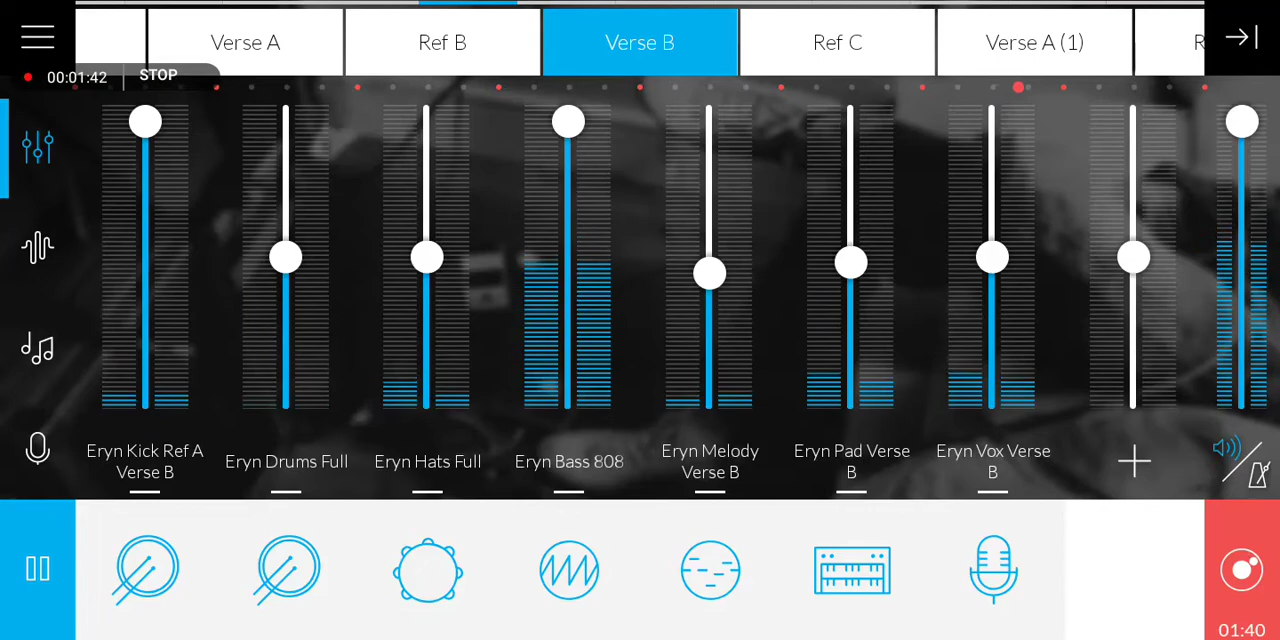 Verse A
Ref B
Verse B
Ref C
Verse A (1)
R
00:01:42
STOP
Eryn Kick Ref A
Verse B
Eryn Drums Full
Eryn Hats Full
Eryn Bass 808
Eryn Melody
Verse B
Eryn Pad Verse
B
Eryn Vox Verse
B
01:40